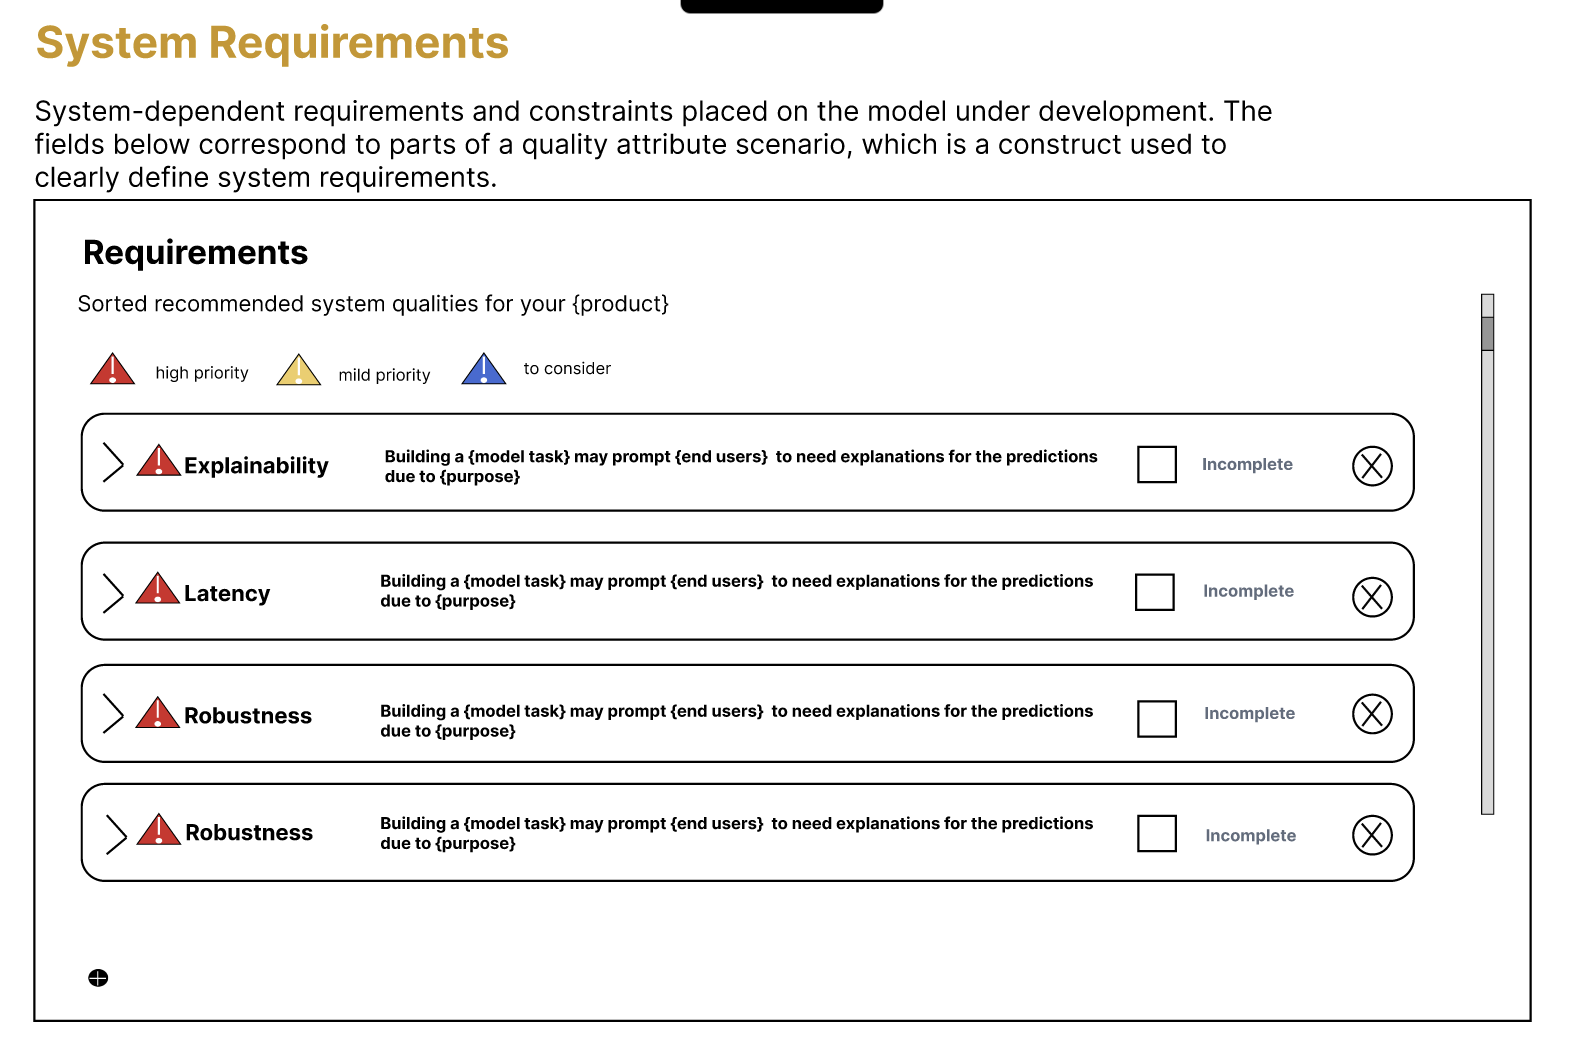 System Requirements
System-dependent requirements and constraints placed on the model under development. The
fields below correspond to parts of a quality attribute scenario, which is a construct used to
clearly define system requirements.
Requirements
Sorted recommended system qualities for your {product}
high priority
mild priority
to consider
Explainability
Building a {model task} may prompt {end users}  to need explanations for the predictions
due to {purpose}
Incomplete
Latency
Building a {model task} may prompt {end users}  to need explanations for the predictions
due to {purpose}
Incomplete
Robustness
Building a {model task} may prompt {end users}  to need explanations for the predictions
due to {purpose}
Incomplete
Robustness
Building a {model task} may prompt {end users}  to need explanations for the predictions
due to {purpose}
Incomplete